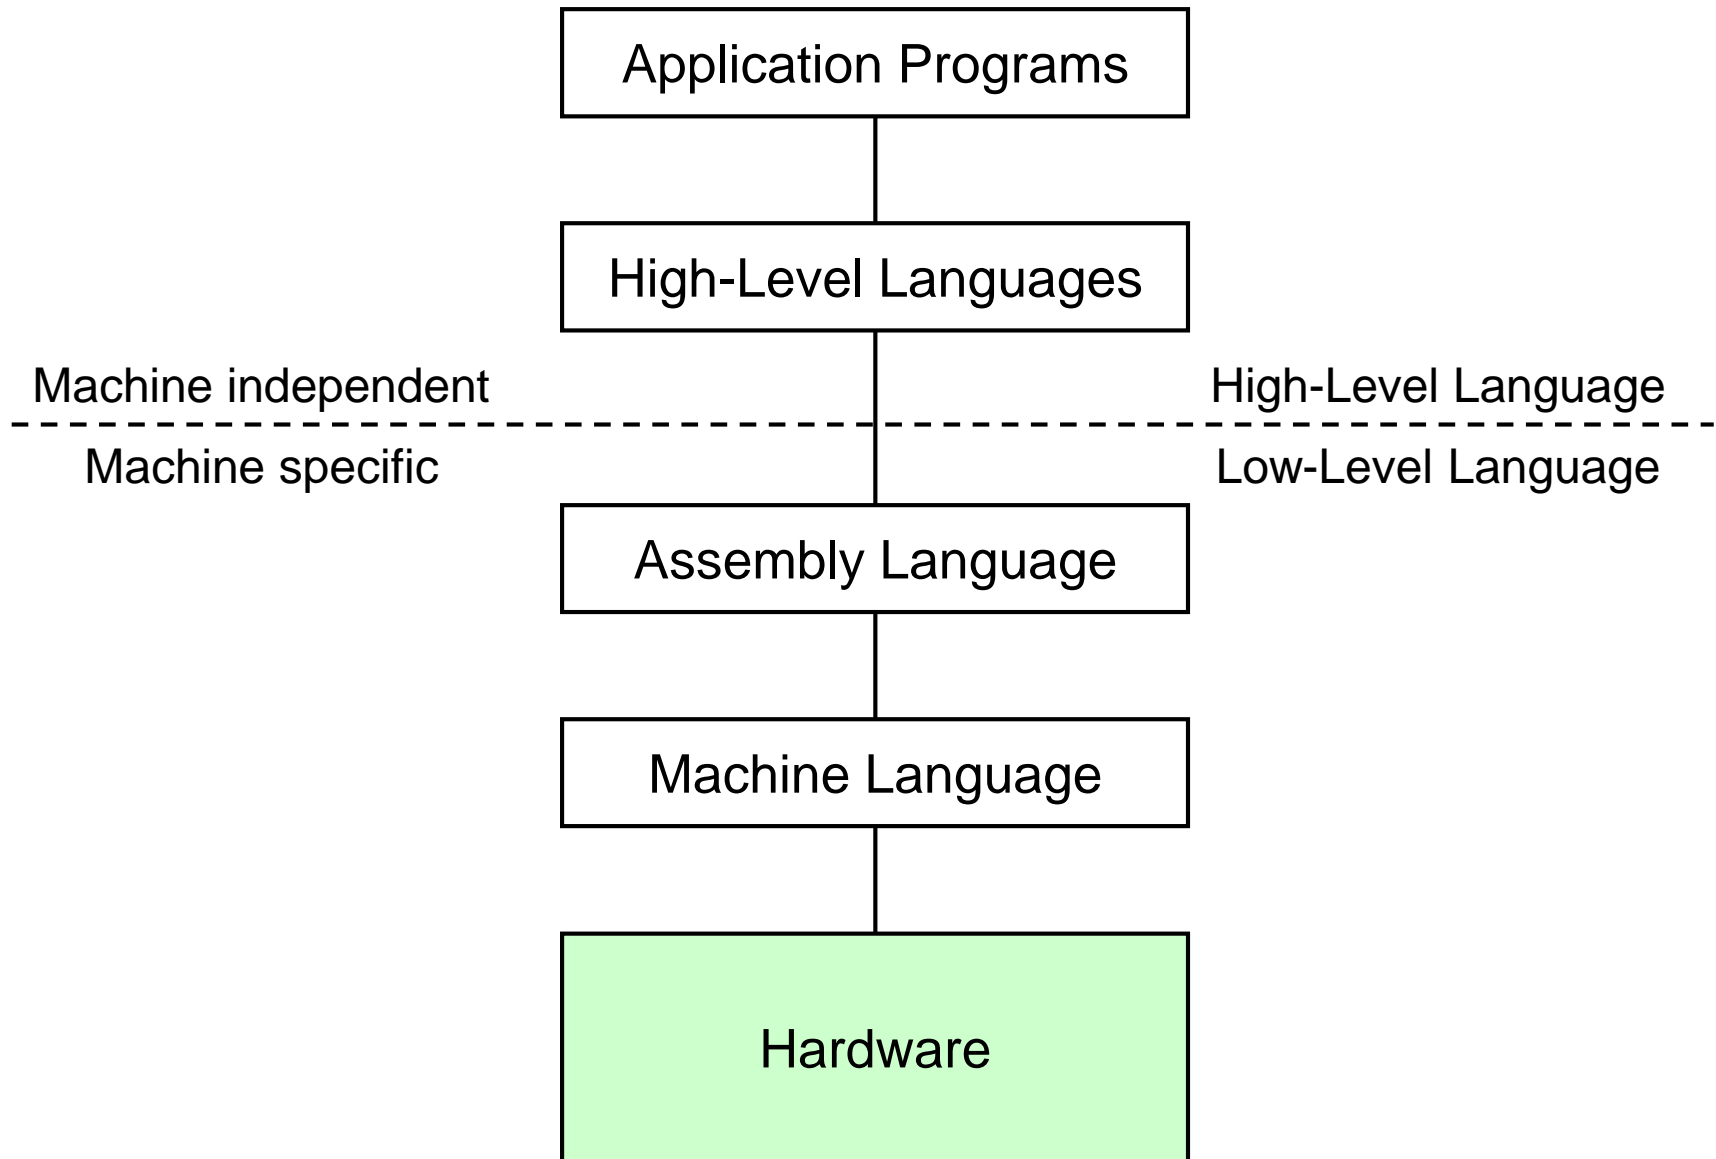 Application Programs
High-Level Languages
Machine independent
High-Level Language
Machine specific
Low-Level Language
Assembly Language
Machine Language
Hardware